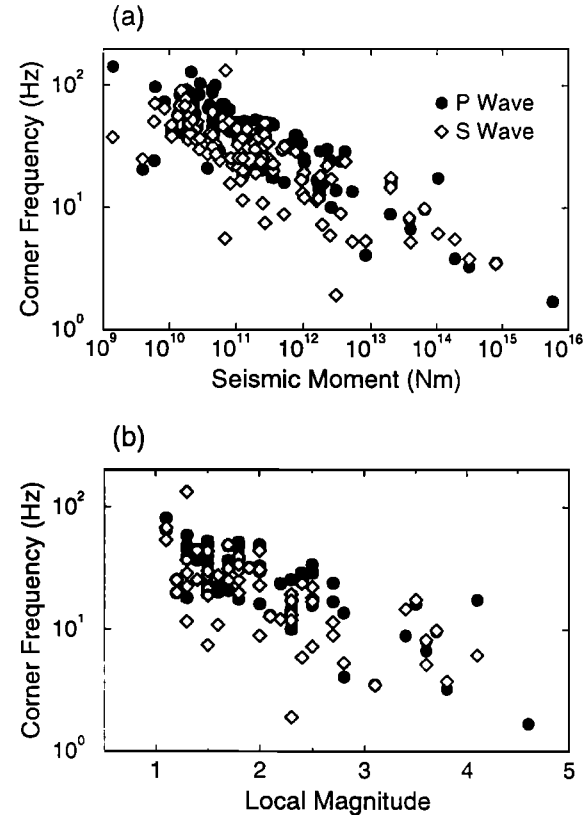 (a)
Corner Frequency (Hz)
10²
10¹
10⁰
● P Wave
◇ S Wave
10⁹ 10¹⁰ 10¹¹ 10¹² 10¹³ 10¹⁴ 10¹⁵ 10¹⁶
Seismic Moment (Nm)
(b)
Corner Frequency (Hz)
10²
10¹
10⁰
1 2 3 4 5
Local Magnitude